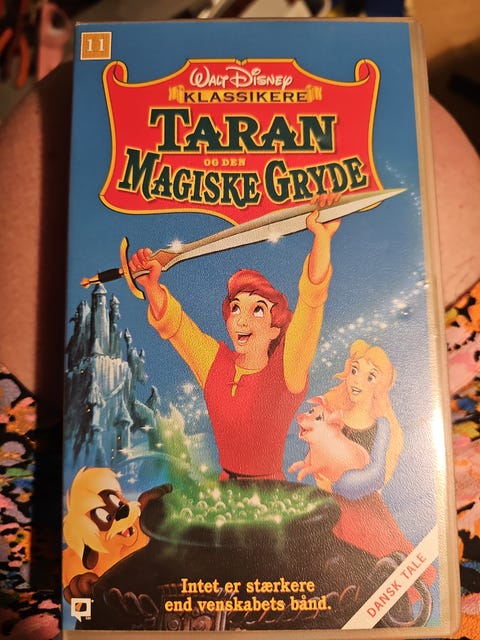 11
WALT DISNEY
KLASSIKERE
TARAN
OG DEN
MAGISKE GRYDE
Intet er stærkere
end venskabets bånd.
DANSK TALE